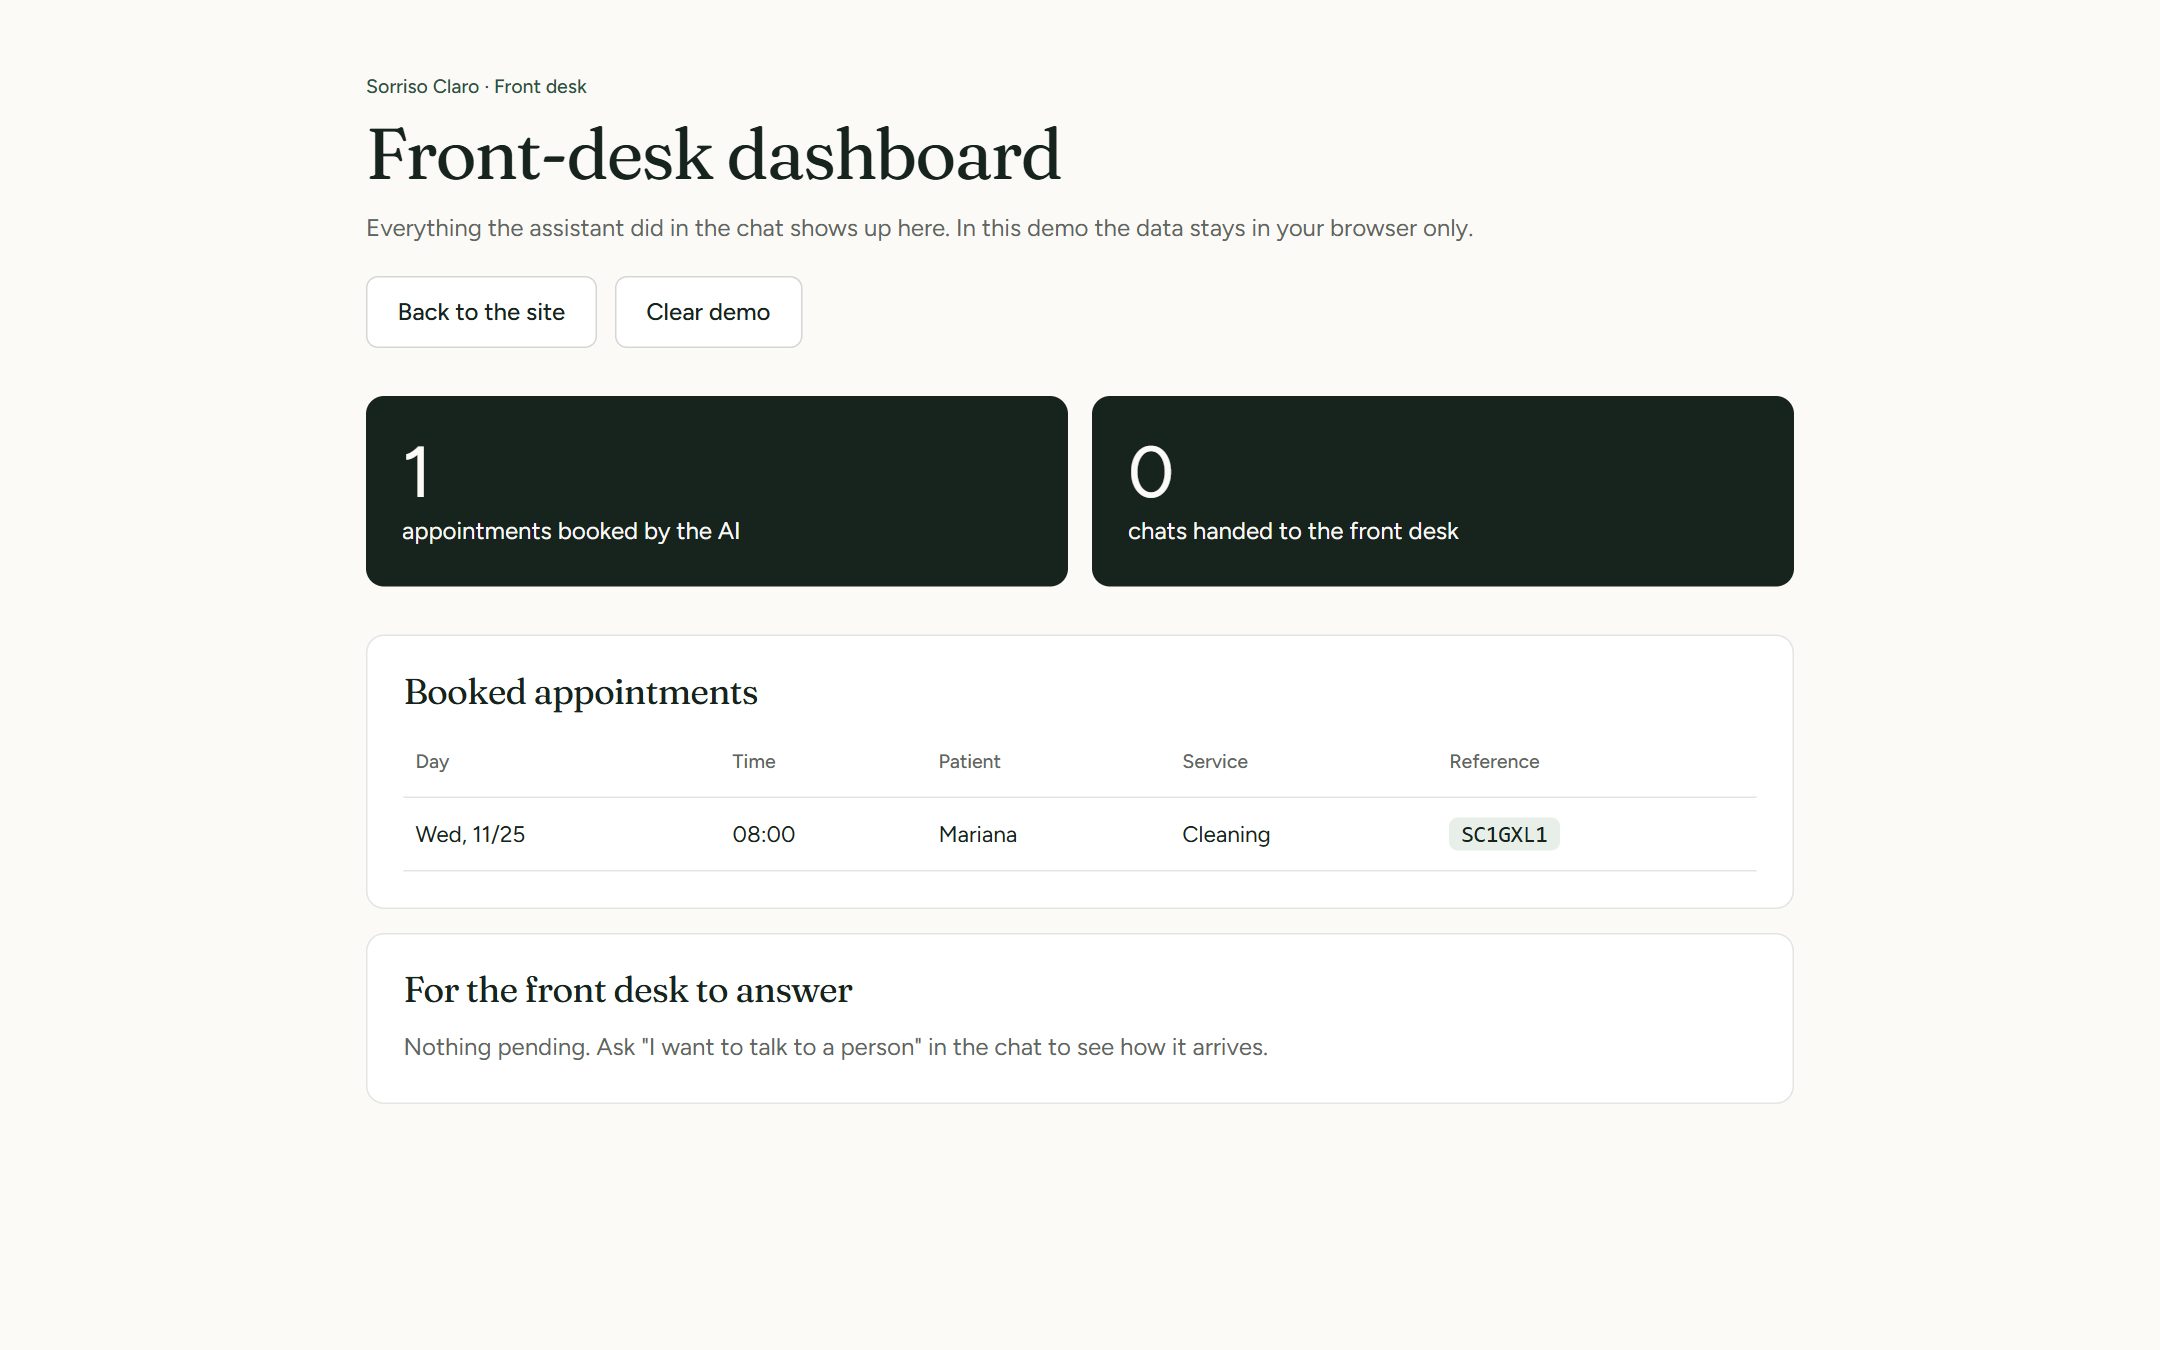 Sorriso Claro · Front desk
Front-desk dashboard
Everything the assistant did in the chat shows up here. In this demo the data stays in your browser only.
Back to the site
Clear demo
1
appointments booked by the AI
0
chats handed to the front desk
Booked appointments
Day Time Patient Service Reference
Wed, 11/25 08:00 Mariana Cleaning SC1GXL1
For the front desk to answer
Nothing pending. Ask "I want to talk to a person" in the chat to see how it arrives.